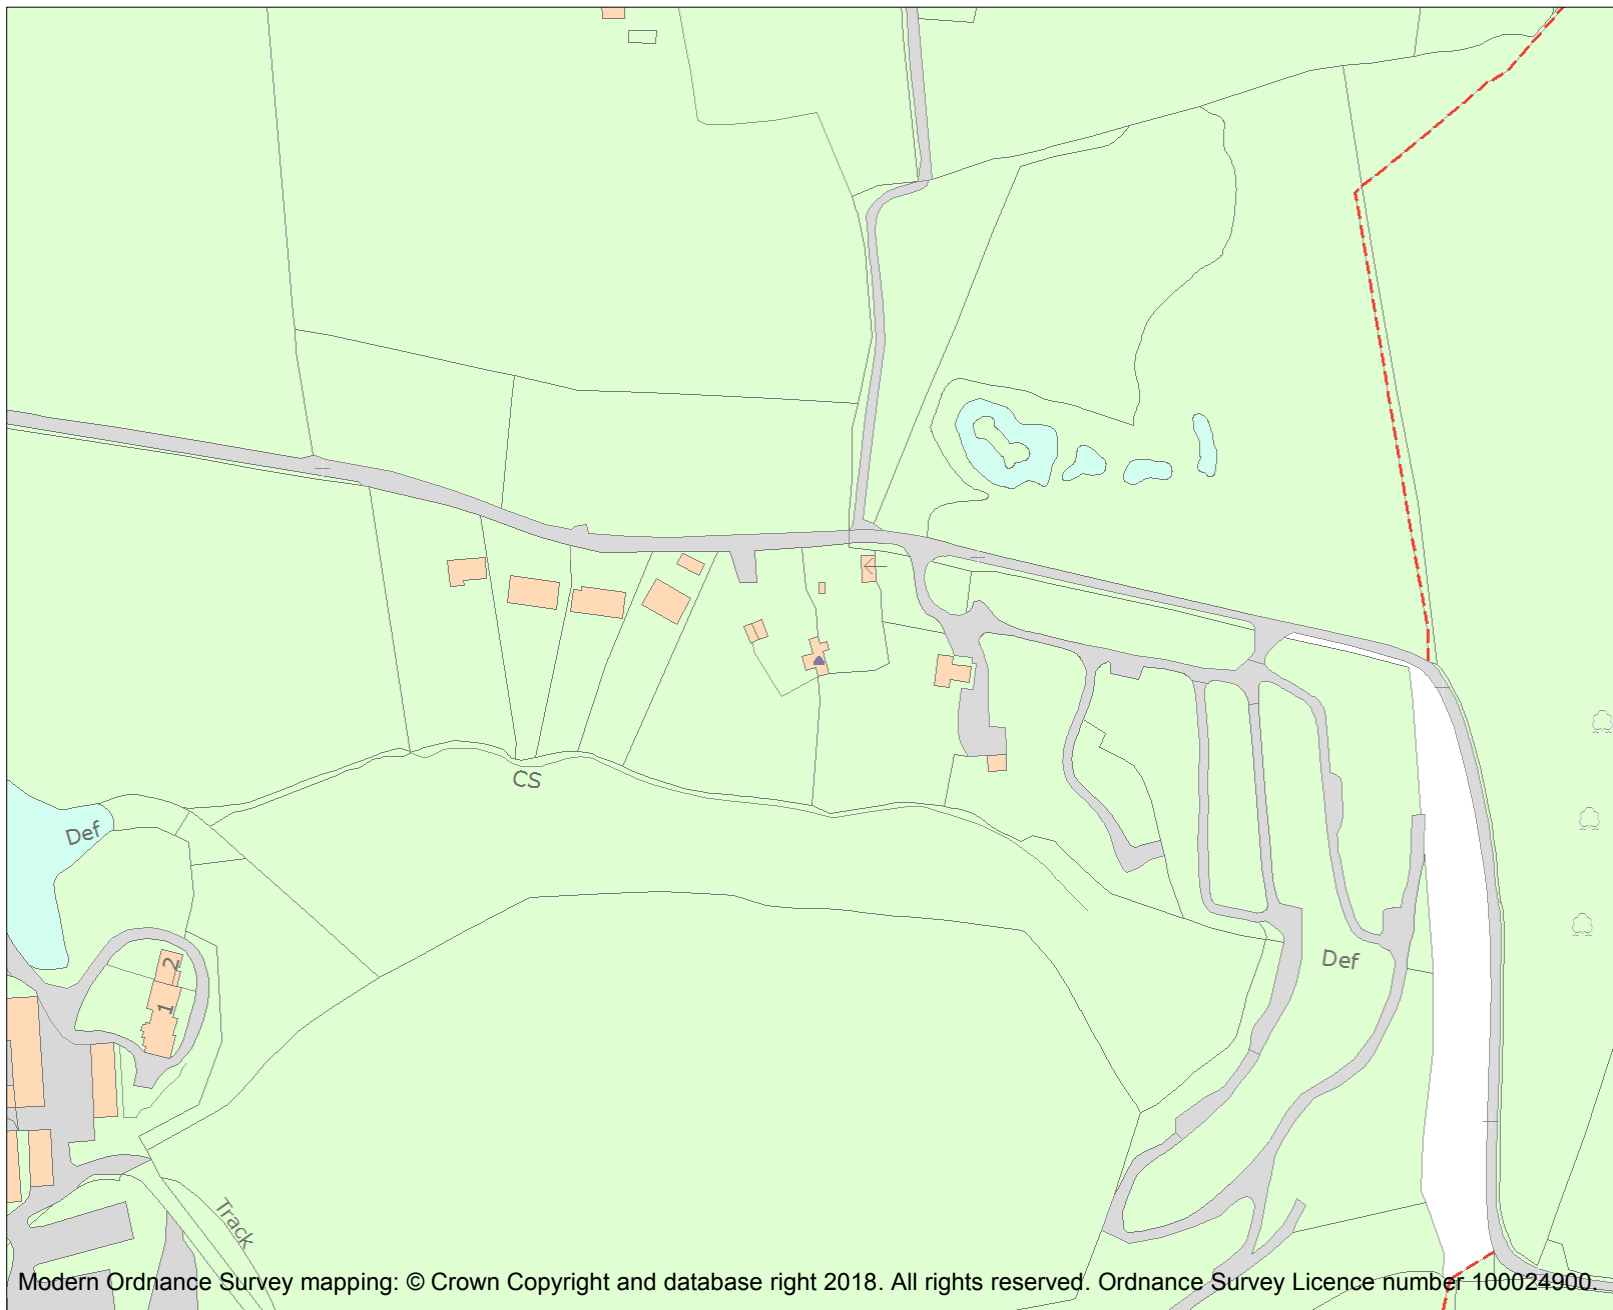 CS
Def
2
1
Def
Track
Modern Ordnance Survey mapping: © Crown Copyright and database right 2018. All rights reserved. Ordnance Survey Licence number 100024900.